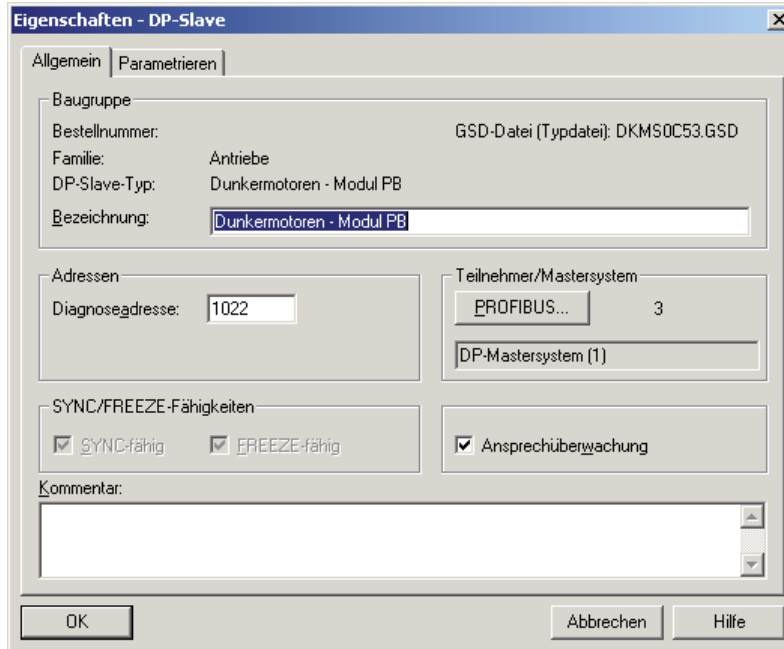 Eigenschaften - DP-Slave
Allgemein
Parametrieren
Baugruppe
Bestellnummer:
GSD-Datei (Typdatei): DKMS0C53.GSD
Familie:
Antriebe
DP-Slave-Typ:
Dunkermotoren - Modul PB
Bezeichnung:
Dunkermotoren - Modul PB
Adressen
Diagnoseadresse:
1022
Teilnehmer/Mastersystem
PROFIBUS...
3
DP-Mastersystem (1)
SYNC/FREEZE-Fähigkeiten
SYNC-fähig
FREEZE-fähig
Ansprechüberwachung
Kommentar:
OK
Abbrechen
Hilfe